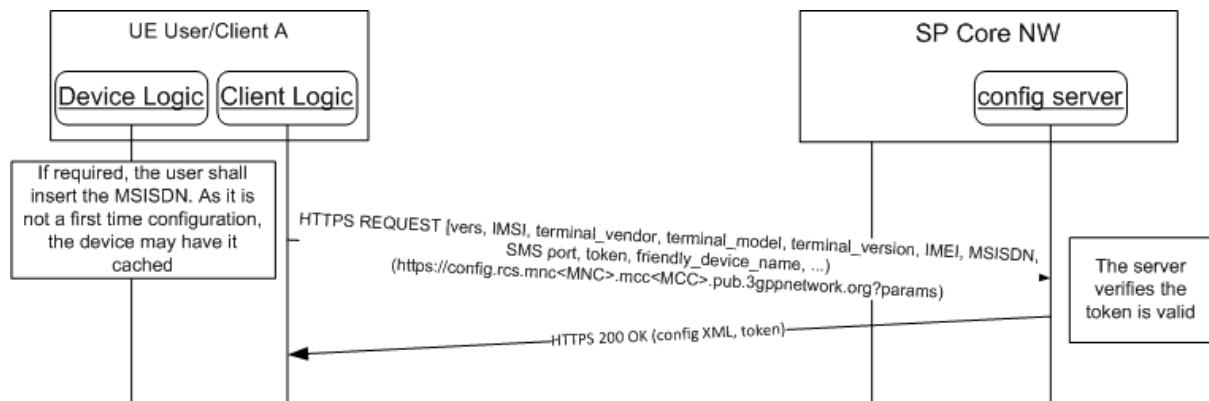 UE User/Client A
SP Core NW
Device Logic
Client Logic
config server
If required, the user shall
insert the MSISDN. As it is
not a first time configuration,
the device may have it
cached
HTTPS REQUEST [vers, IMSI, terminal_vendor, terminal_model, terminal_version, IMEI, MSISDN,
SMS port, token, friendly_device_name, ...)
(https://config.rcs.mnc<MNC>.mcc<MCC>.pub.3gppnetwork.org?params)
The server
verifies the
token is valid
HTTPS 200 OK (config XML, token)